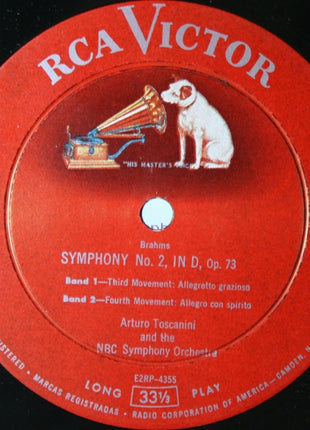 RCA VICTOR
"HIS MASTER'S VOICE"
Brahms
SYMPHONY No. 2, IN D, Op. 73
Band 1—Third Movement: Allegretto grazioso
Band 2—Fourth Movement: Allegro con spirito
Arturo Toscanini
and the
NBC Symphony Orchestra
E2RP-4355
LONG 33⅓ PLAY
MARCAS REGISTRADAS • RADIO CORPORATION OF AMERICA—CAMDEN, N